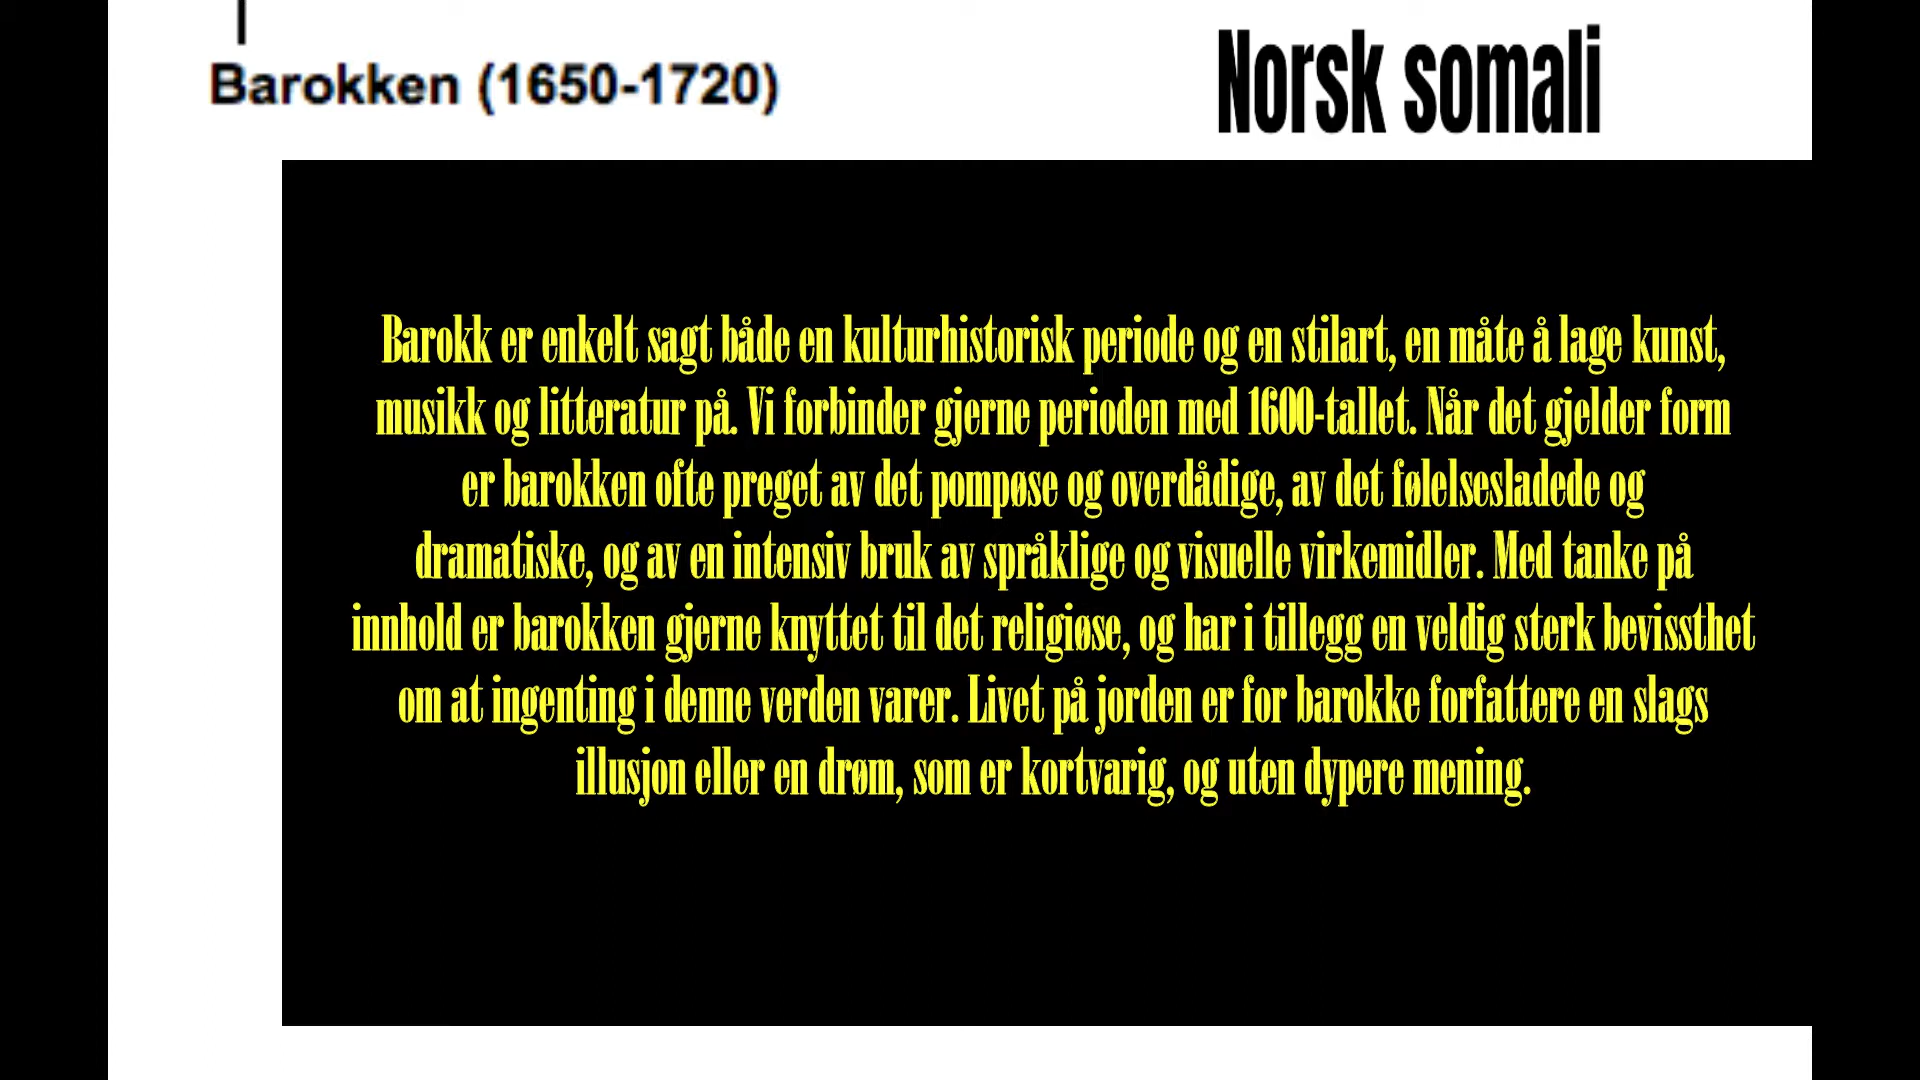 Barokken (1650-1720)
Norsk somali
Barokk er enkelt sagt både en kulturhistorisk periode og en stilart, en måte å lage kunst,
musikk og litteratur på. Vi forbinder gjerne perioden med 1600-tallet. Når det gjelder form
er barokken ofte preget av det pompøse og overdådige, av det følelsesladede og
dramatiske, og av en intensiv bruk av språklige og visuelle virkemidler. Med tanke på
innhold er barokken gjerne knyttet til det religiøse, og har i tillegg en veldig sterk bevissthet
om at ingenting i denne verden varer. Livet på jorden er for barokke forfattere en slags
illusjon eller en drøm, som er kortvarig, og uten dypere mening.